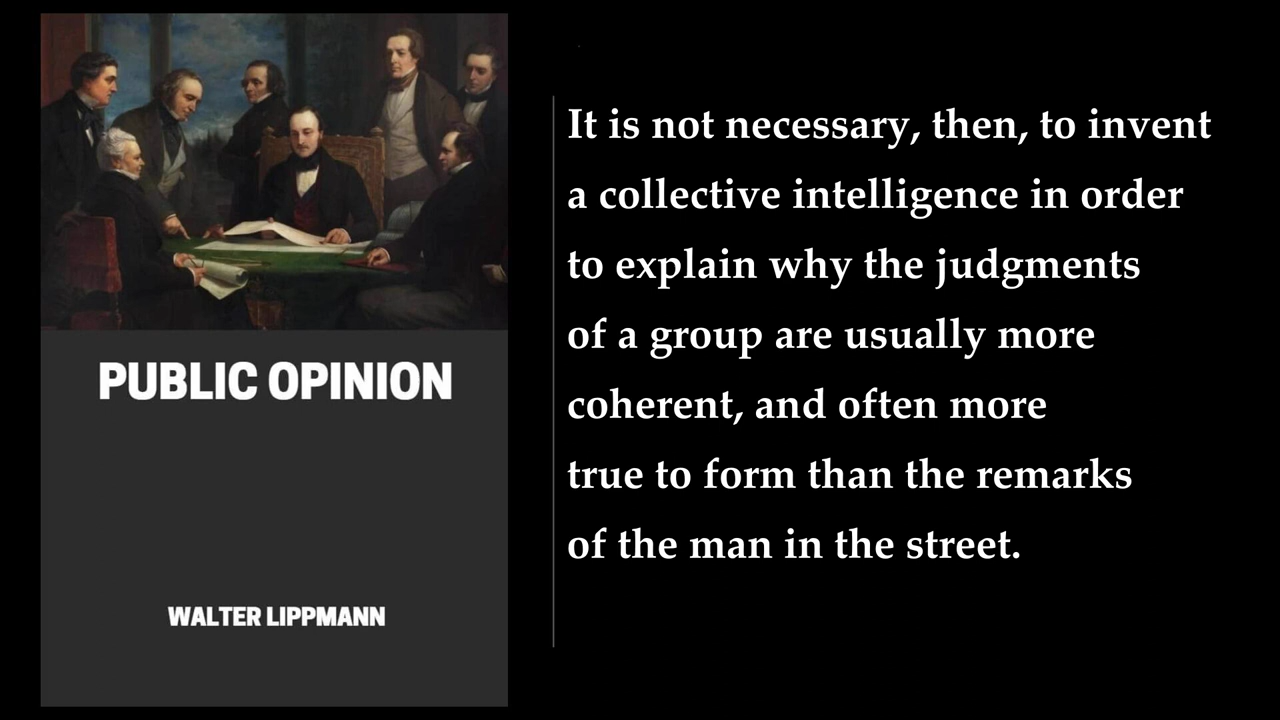 PUBLIC OPINION
WALTER LIPPMANN
It is not necessary, then, to invent
a collective intelligence in order
to explain why the judgments
of a group are usually more
coherent, and often more
true to form than the remarks
of the man in the street.